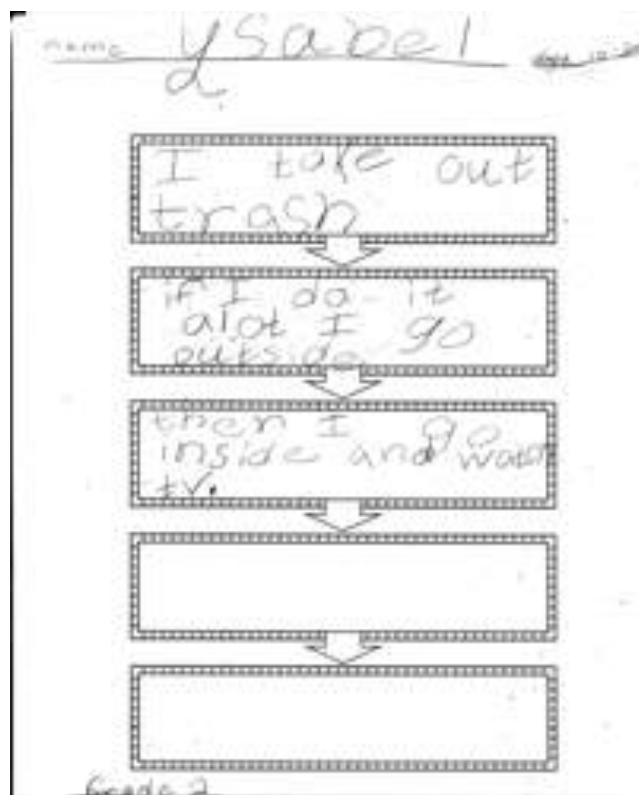 name Ysabel
I take out
trash
if I do it
alot I go
outside
then I go
inside and watch
tv.
Grade 2